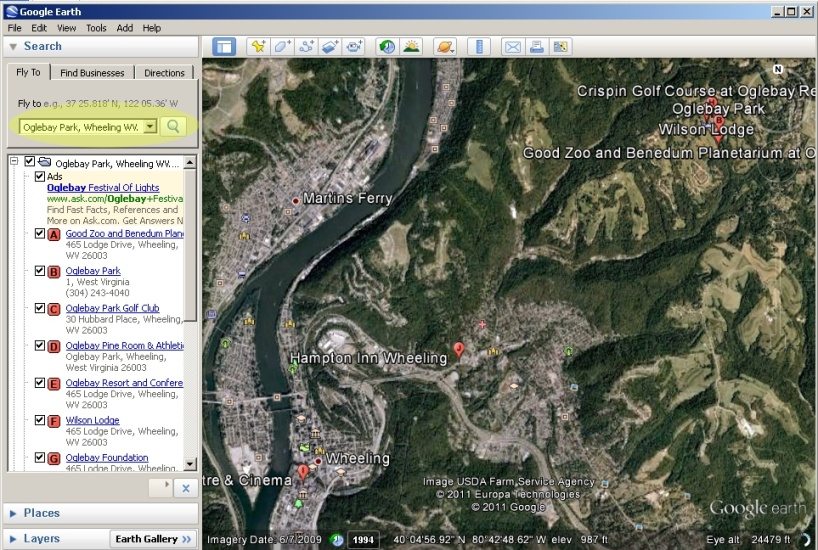 Google Earth
File Edit View Tools Add Help
Search
Fly To Find Businesses Directions
Fly to e.g., 37 25.818' N, 122 05.36' W
Oglebay Park, Wheeling WV.
Oglebay Park, Wheeling WV....
Ads
Oglebay Festival Of Lights
www.ask.com/Oglebay+Festiva
Find Fast Facts, References and
More on Ask.com. Get Answers N
A Good Zoo and Benedum Plan
465 Lodge Drive, Wheeling,
WV 26003
B Oglebay Park
1, West Virginia
(304) 243-4040
C Oglebay Park Golf Club
30 Hubbard Place, Wheeling,
WV 26003
D Oglebay Pine Room & Athleti
Oglebay Park, Wheeling,
West Virginia 26003
E Oglebay Resort and Confere
465 Lodge Drive, Wheeling,
WV 26003
F Wilson Lodge
465 Lodge Drive, Wheeling,
WV 26003
G Oglebay Foundation
465 Lodge Drive, Wheeling,
Places
Layers
Earth Gallery »
N
Crispin Golf Course at Oglebay Re
Oglebay Park
B
Wilson Lodge
Good Zoo and Benedum Planetarium at O
Martins Ferry
J
Hampton Inn Wheeling
Wheeling
tre & Cinema
I
Image USDA Farm Service Agency
© 2011 Europa Technologies
© 2011 Google
Google earth
Imagery Date: 6/7/2009 1994 40°04'56.92" N 80°42'48.62" W elev 987 ft Eye alt 24479 ft